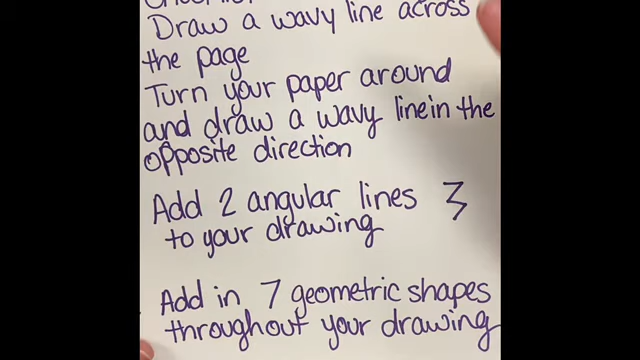 Draw a wavy line across
the page
Turn your paper around
and draw a wavy line in the
opposite direction
Add 2 angular lines
to your drawing
Add in 7 geometric shapes
throughout your drawing